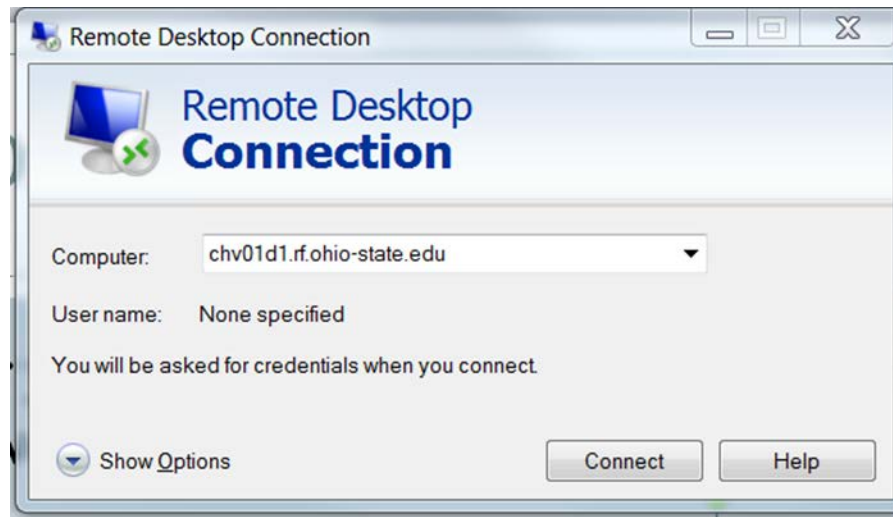 Remote Desktop Connection
Remote Desktop
Connection
Computer: chv01d1.rf.ohio-state.edu
User name: None specified
You will be asked for credentials when you connect.
Show Options Connect Help